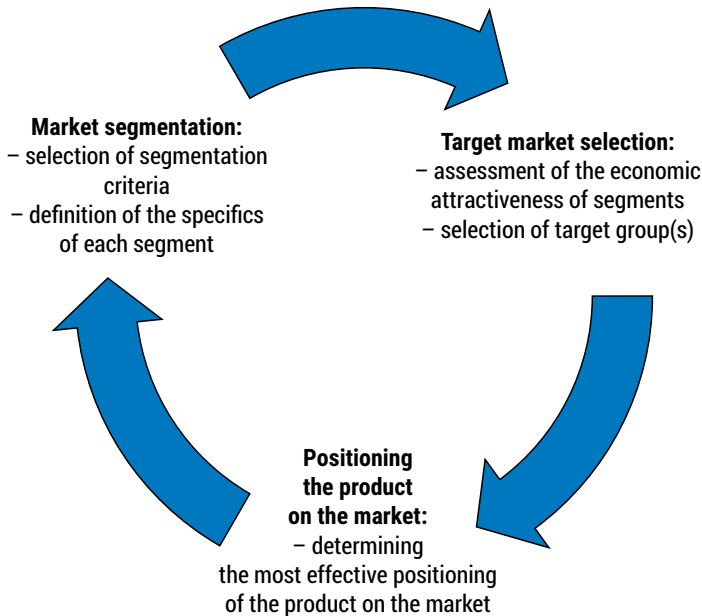 Market segmentation:
– selection of segmentation
criteria
– definition of the specifics
of each segment
Target market selection:
– assessment of the economic
attractiveness of segments
– selection of target group(s)
Positioning
the product
on the market:
– determining
the most effective positioning
of the product on the market